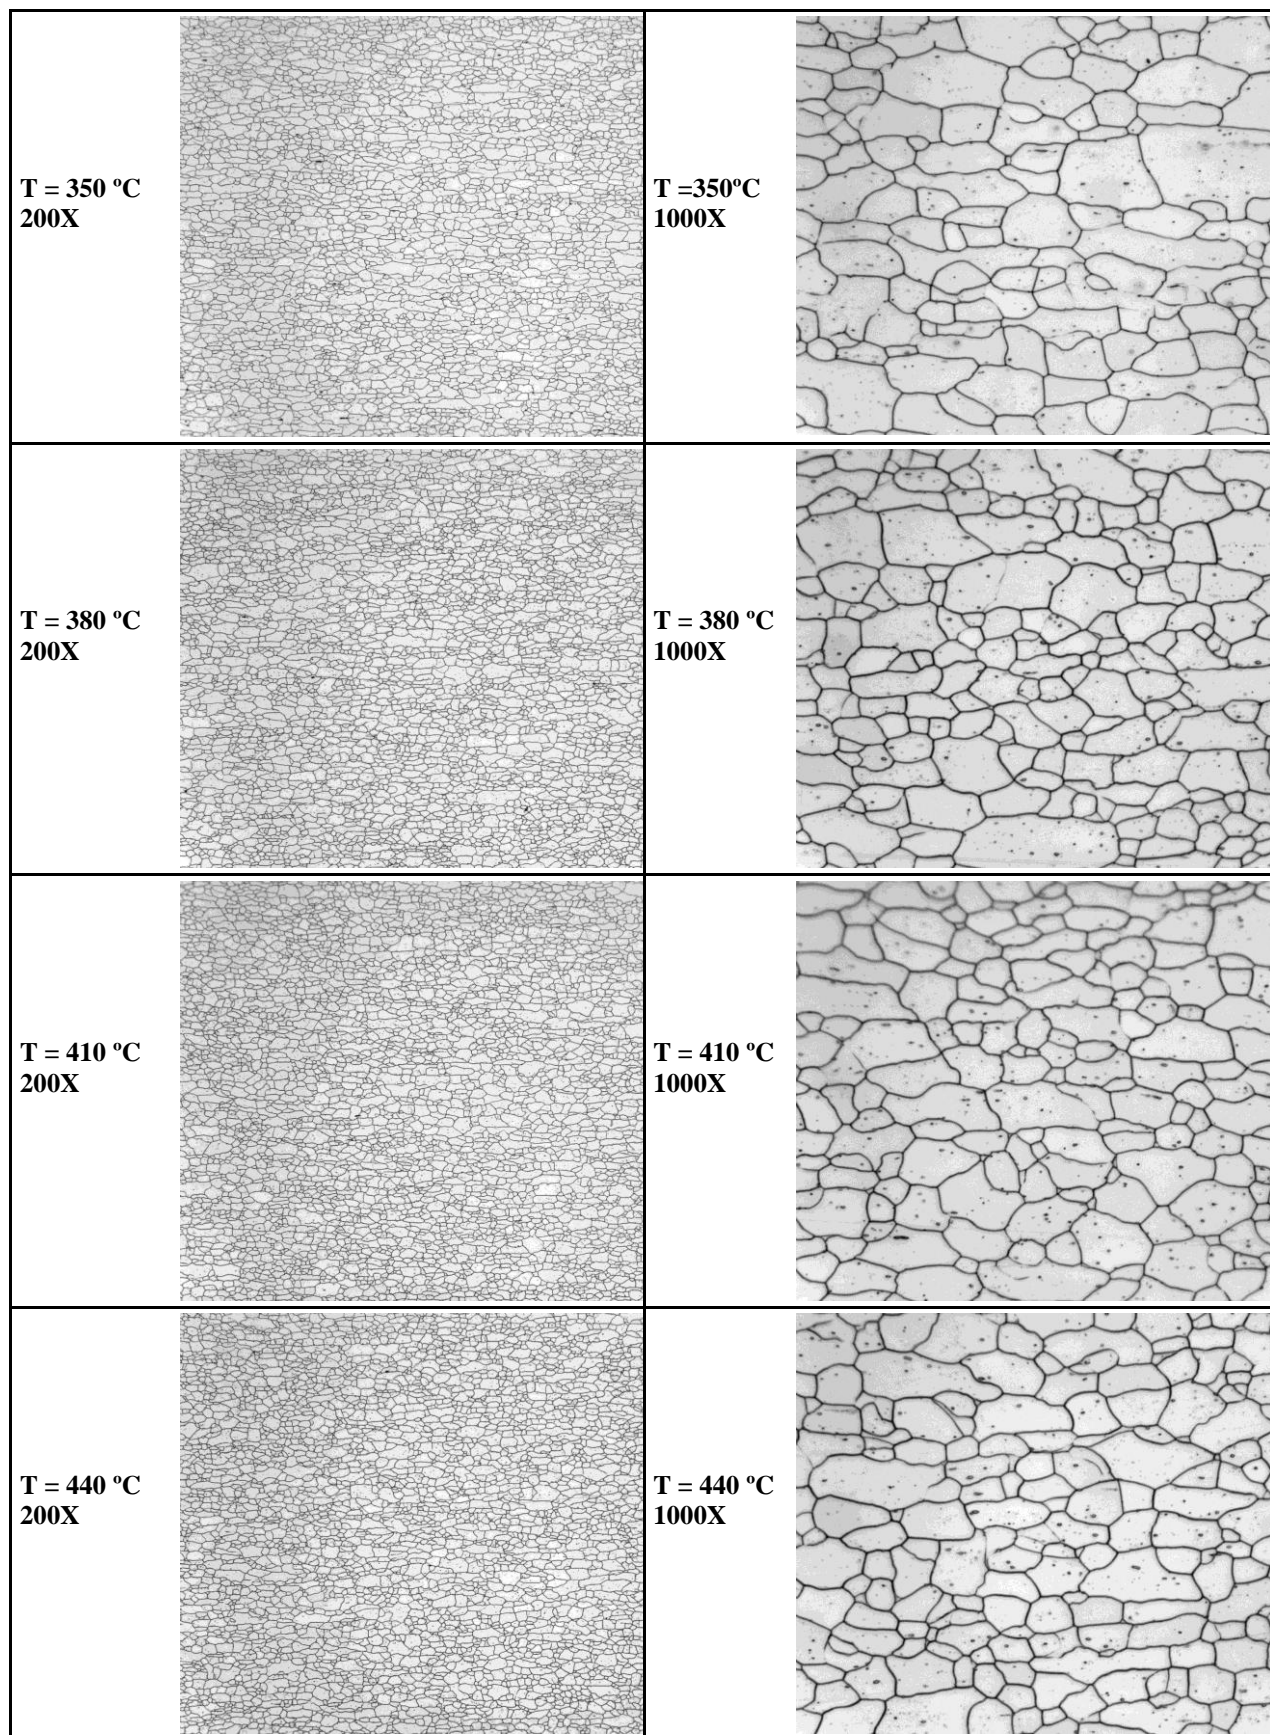 T = 350 ºC
200X
T =350ºC
1000X
T = 380 ºC
200X
T = 380 ºC
1000X
T = 410 ºC
200X
T = 410 ºC
1000X
T = 440 ºC
200X
T = 440 ºC
1000X